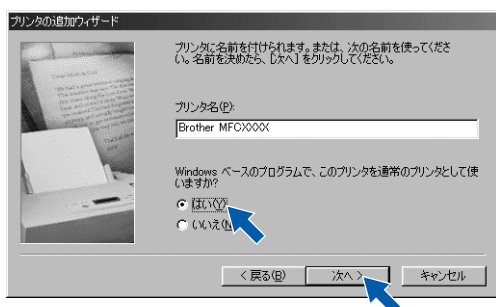 プリンタの追加ウィザード
プリンタに名前を付けられます。または、次の名前を使ってくださ
い。名前を決めたら、[次へ] をクリックしてください。
プリンタ名(P):
Brother MFCXXXX
Windows ベースのプログラムで、このプリンタを通常のプリンタとして使
いますか?
はい(Y)
いいえ(N
< 戻る(B)
次へ >
キャンセル